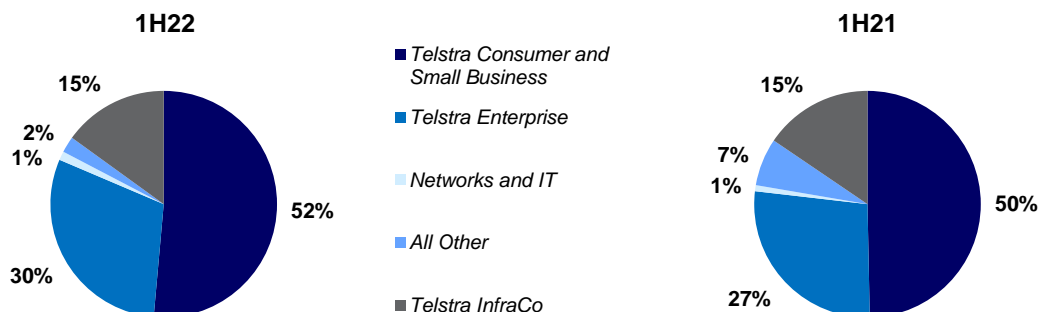 1H22
15%
2%
1%
52%
30%
Telstra Consumer and
Small Business
Telstra Enterprise
Networks and IT
All Other
Telstra InfraCo
1H21
15%
7%
1%
50%
27%